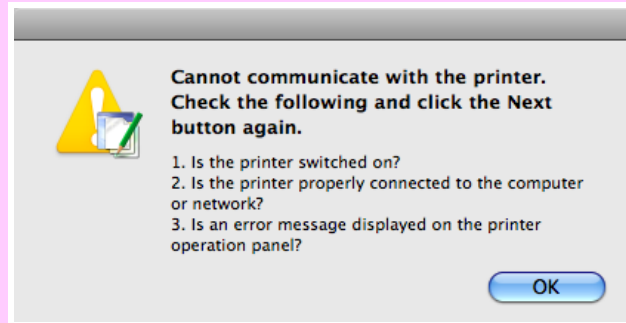 Cannot communicate with the printer.
Check the following and click the Next
button again.
1. Is the printer switched on?
2. Is the printer properly connected to the computer
or network?
3. Is an error message displayed on the printer
operation panel?
OK